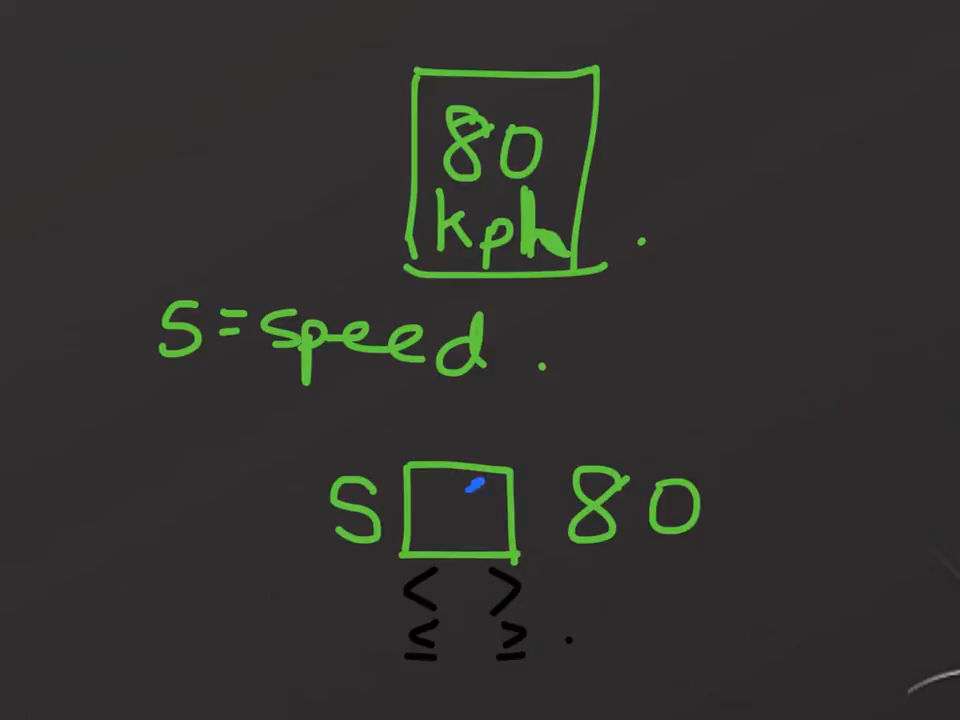 80
kph
S=speed
S 80
< >
≤ ≥